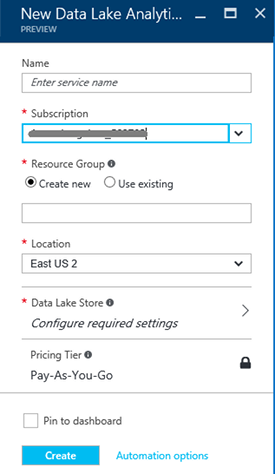 New Data Lake Analyti...
PREVIEW
Name
Enter service name
* Subscription
* Resource Group
Create new Use existing
* Location
East US 2
* Data Lake Store
Configure required settings
Pricing Tier
Pay-As-You-Go
Pin to dashboard
Create Automation options